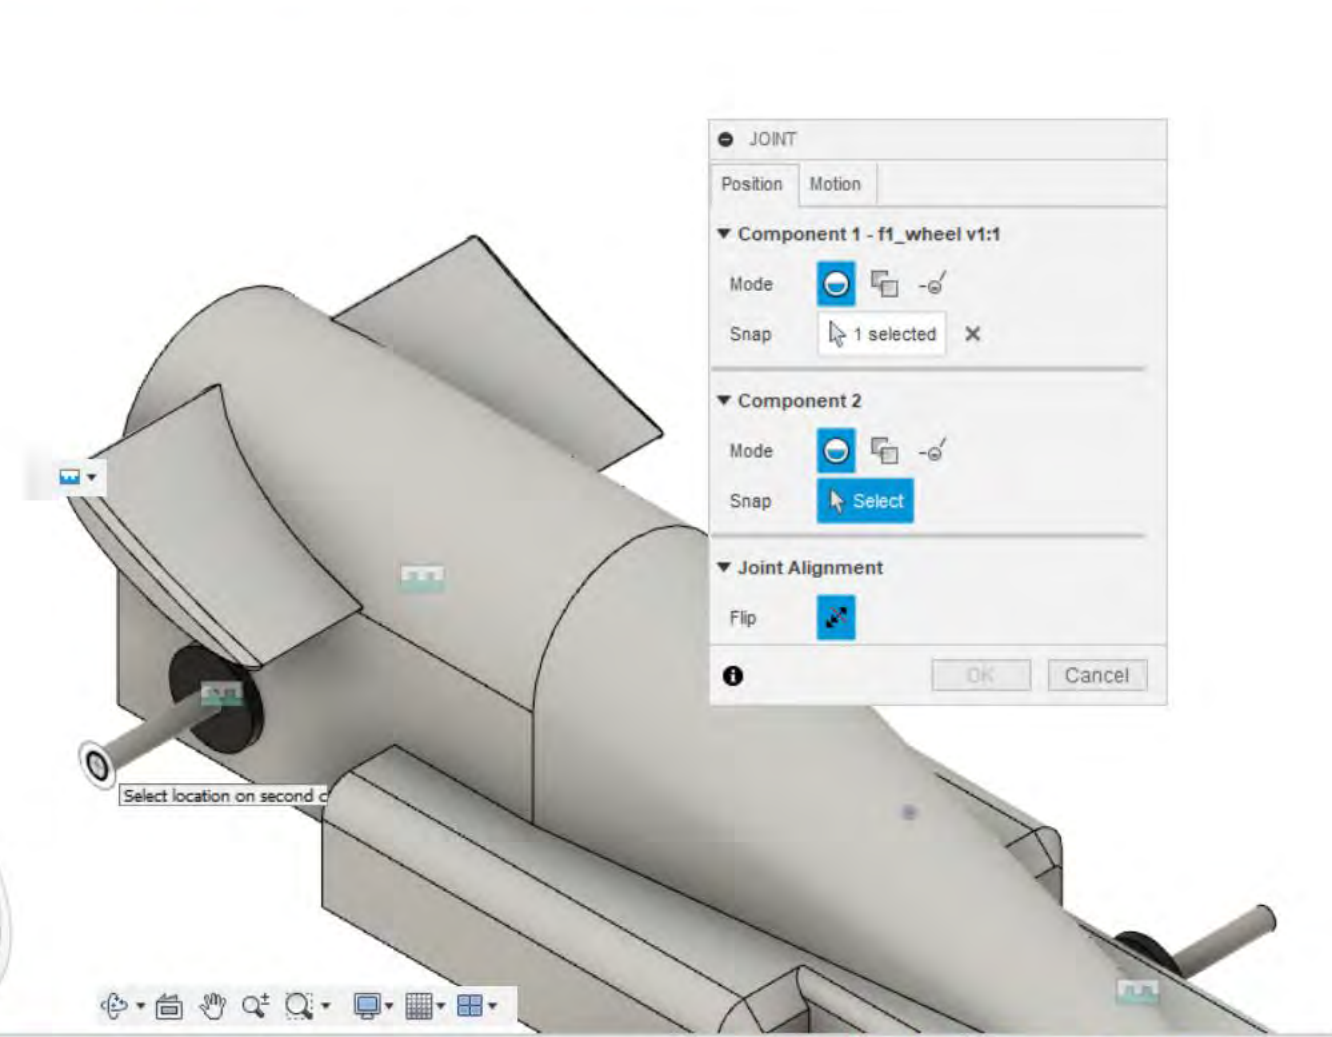 JOINT
Position Motion
Component 1 - f1_wheel v1:1
Mode
Snap 1 selected
Component 2
Mode
Snap Select
Joint Alignment
Flip
OK Cancel
Select location on second c